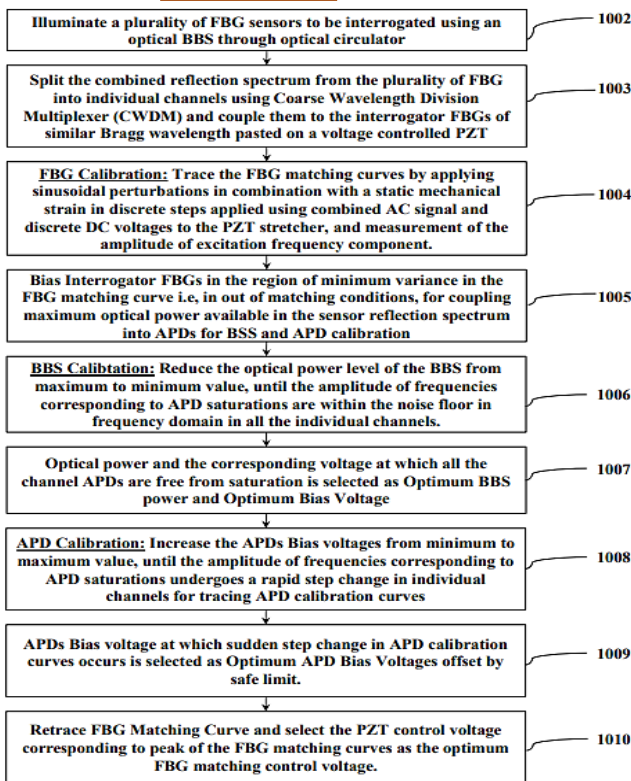 Illuminate a plurality of FBG sensors to be interrogated using an
optical BBS through optical circulator
1002
Split the combined reflection spectrum from the plurality of FBG
into individual channels using Coarse Wavelength Division
Multiplexer (CWDM) and couple them to the interrogator FBGs of
similar Bragg wavelength pasted on a voltage controlled PZT
1003
FBG Calibration: Trace the FBG matching curves by applying
sinusoidal perturbations in combination with a static mechanical
strain in discrete steps applied using combined AC signal and
discrete DC voltages to the PZT stretcher, and measurement of the
amplitude of excitation frequency component.
1004
Bias Interrogator FBGs in the region of minimum variance in the
FBG matching curve i.e, in out of matching conditions, for coupling
maximum optical power available in the sensor reflection spectrum
into APDs for BSS and APD calibration
1005
BBS Calibtation: Reduce the optical power level of the BBS from
maximum to minimum value, until the amplitude of frequencies
corresponding to APD saturations are within the noise floor in
frequency domain in all the individual channels.
1006
Optical power and the corresponding voltage at which all the
channel APDs are free from saturation is selected as Optimum BBS
power and Optimum Bias Voltage
1007
APD Calibration: Increase the APDs Bias voltages from minimum to
maximum value, until the amplitude of frequencies corresponding to
APD saturations undergoes a rapid step change in individual
channels for tracing APD calibration curves
1008
APDs Bias voltage at which sudden step change in APD calibration
curves occurs is selected as Optimum APD Bias Voltages offset by
safe limit.
1009
Retrace FBG Matching Curve and select the PZT control voltage
corresponding to peak of the FBG matching curves as the optimum
FBG matching control voltage.
1010